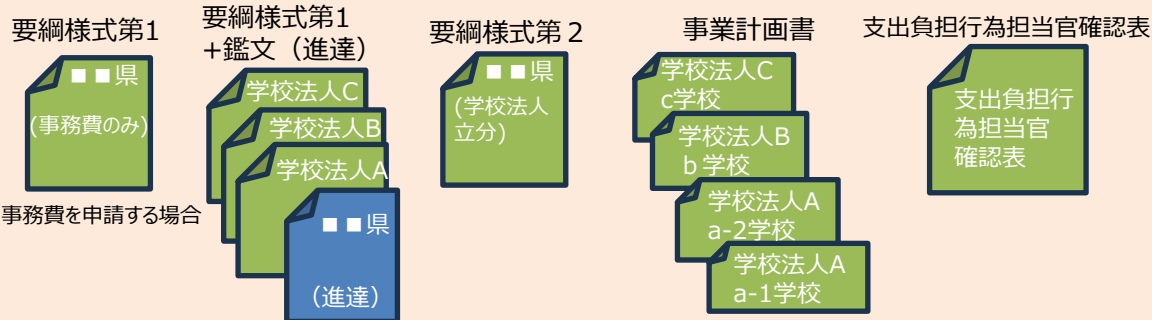 要綱様式第1
■■県
(事務費のみ)
事務費を申請する場合
要綱様式第1
+鑑文（進達）
学校法人C
学校法人B
学校法人A
■■県
（進達）
要綱様式第２
■■県
(学校法人
立分)
事業計画書
学校法人C
c学校
学校法人B
ｂ学校
学校法人A
a-2学校
学校法人A
a-1学校
支出負担行為担当官確認表
支出負担行
為担当官
確認表